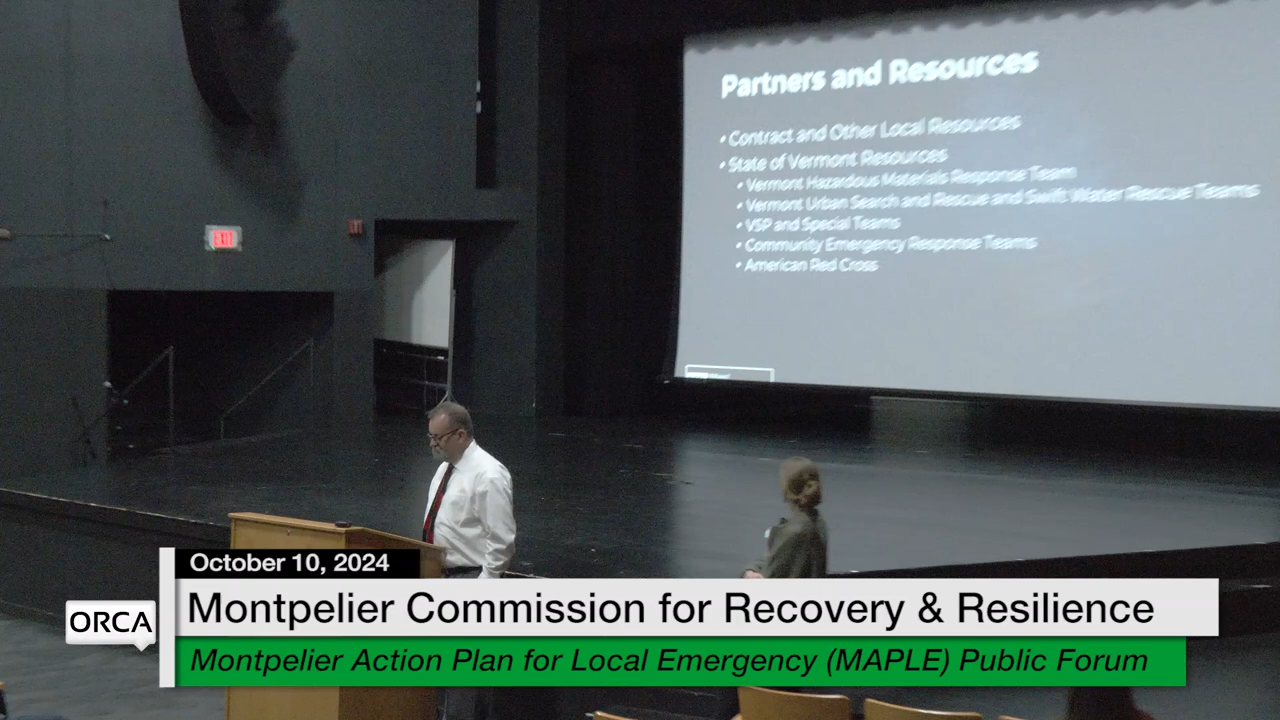 Partners and Resources
• Contract and Other Local Resources
• State of Vermont Resources
• Vermont Hazardous Materials Response Team
• Vermont Urban Search and Rescue and Swift Water Rescue Teams
• VSP and Special Teams
• Community Emergency Response Teams
• American Red Cross
EXIT
October 10, 2024
ORCA
Montpelier Commission for Recovery & Resilience
Montpelier Action Plan for Local Emergency (MAPLE) Public Forum